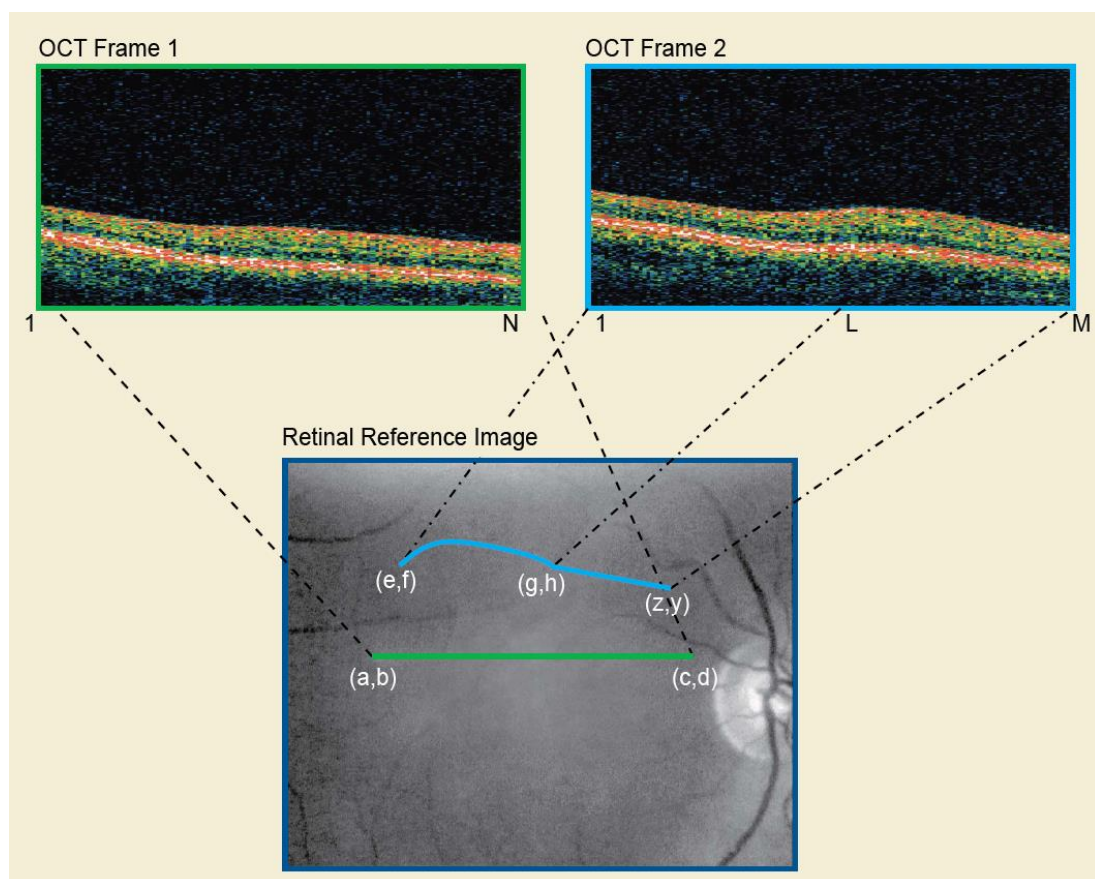 OCT Frame 1
OCT Frame 2
1
N
1
L
M
Retinal Reference Image
(e,f)
(g,h)
(z,y)
(a,b)
(c,d)